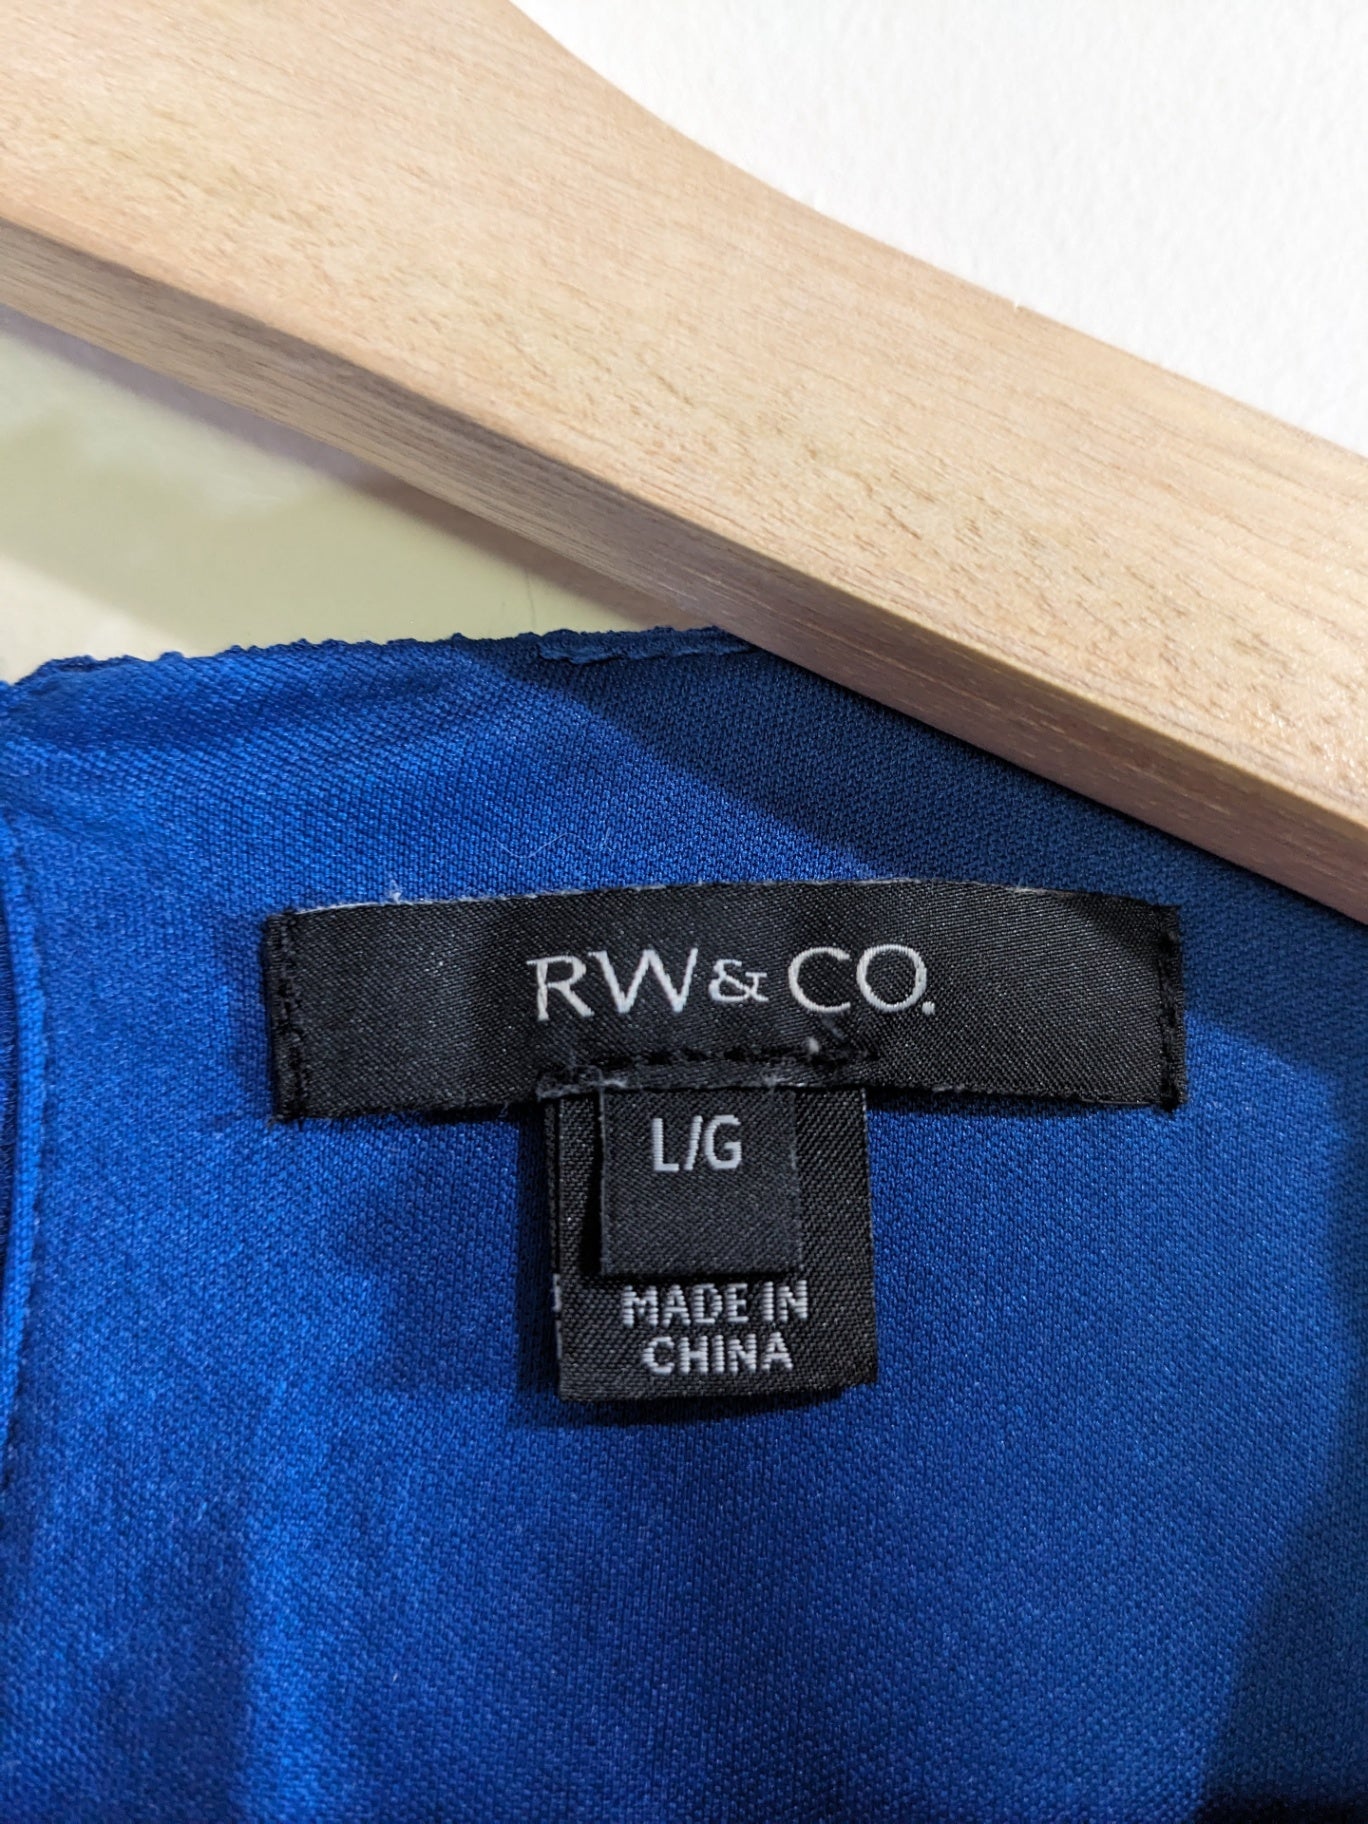 RW & CO.
L/G
MADE IN
CHINA